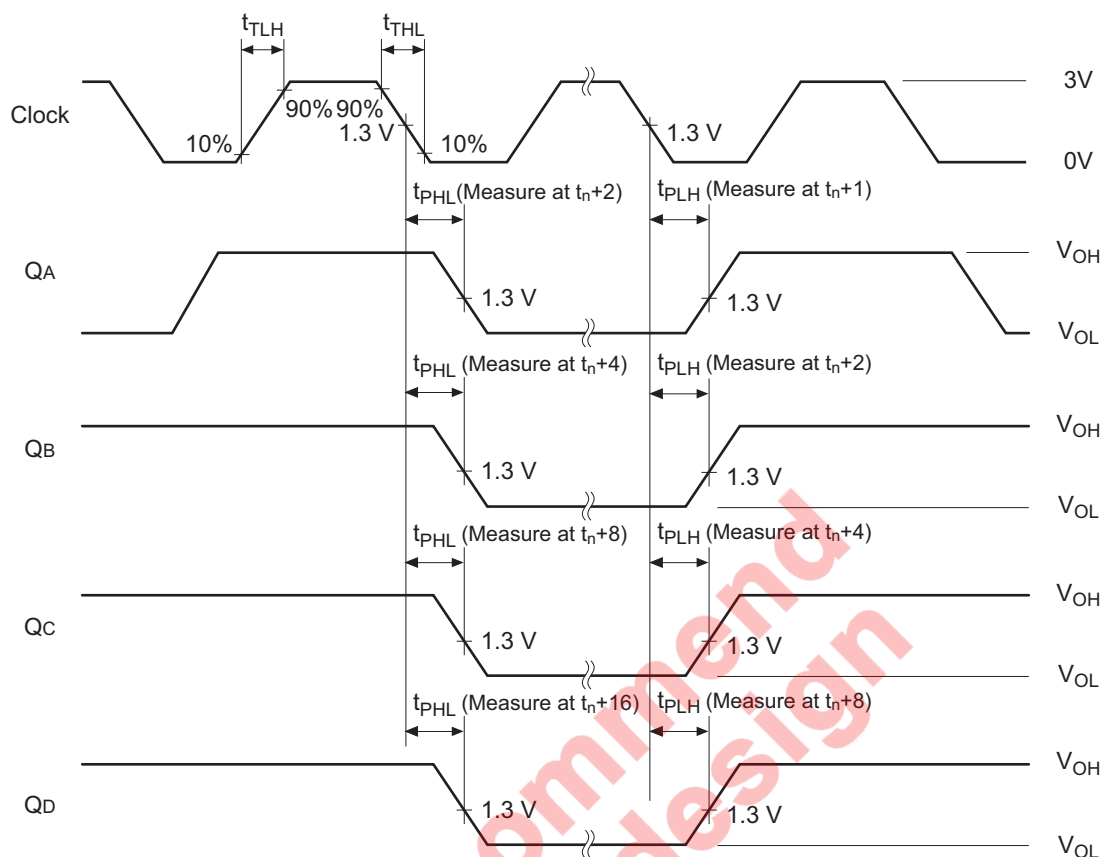 tTLH tTHL
3V
Clock
90% 90%
1.3 V
1.3 V
10%
10%
0V
tPHL (Measure at tn+2) tPLH (Measure at tn+1)
VOH
QA
1.3 V 1.3 V
VOL
tPHL (Measure at tn+4) tPLH (Measure at tn+2)
VOH
QB
1.3 V 1.3 V
VOL
tPHL (Measure at tn+8) tPLH (Measure at tn+4)
VOH
QC
1.3 V 1.3 V
VOL
tPHL (Measure at tn+16) tPLH (Measure at tn+8)
VOH
QD
1.3 V 1.3 V
VOL
ommend
design